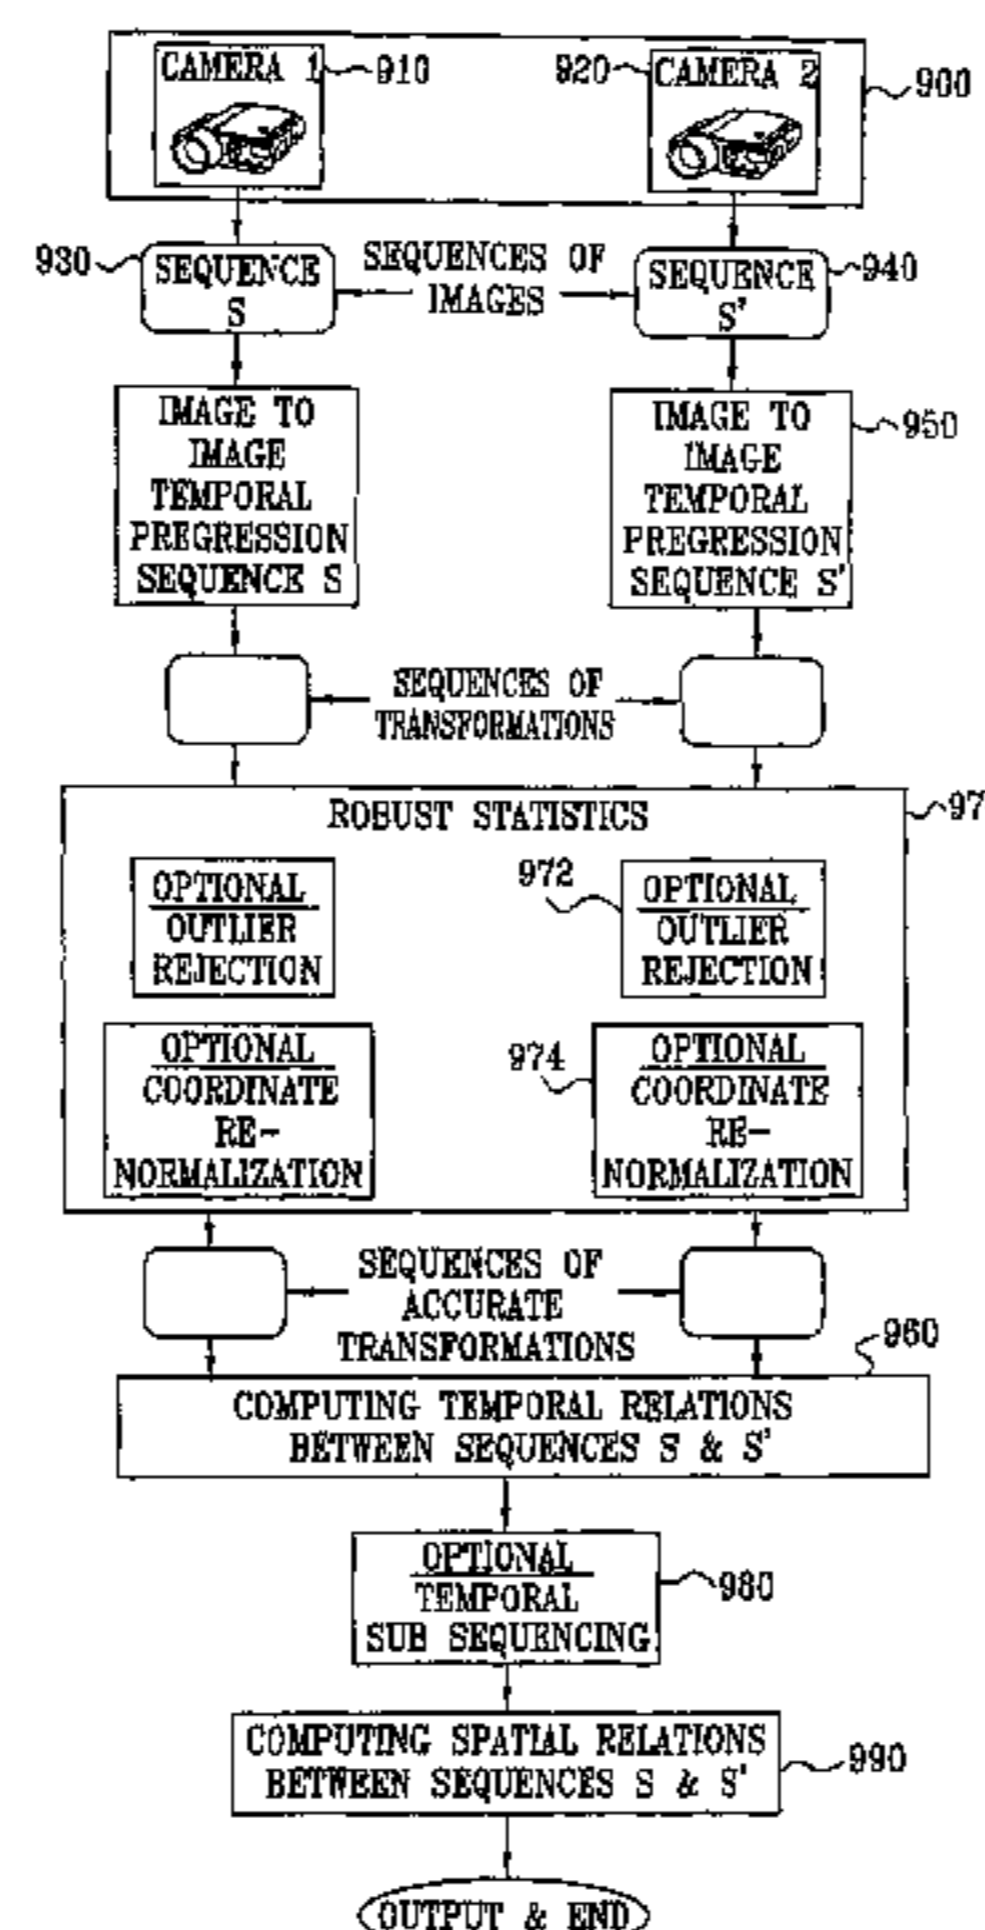 CAMERA 1
910
920
CAMERA 2
900
930
SEQUENCE
S
SEQUENCES OF
IMAGES
SEQUENCE
S'
940
IMAGE TO
IMAGE
TEMPORAL
PREGRESSION
SEQUENCE S
IMAGE TO
IMAGE
TEMPORAL
PREGRESSION
SEQUENCE S'
950
SEQUENCES OF
TRANSFORMATIONS
ROBUST STATISTICS
97
OPTIONAL
OUTLIER
REJECTION
972
OPTIONAL
OUTLIER
REJECTION
OPTIONAL
COORDINATE
RE-
NORMALIZATION
974
OPTIONAL
COORDINATE
RE-
NORMALIZATION
SEQUENCES OF
ACCURATE
TRANSFORMATIONS
960
COMPUTING TEMPORAL RELATIONS
BETWEEN SEQUENCES S & S'
OPTIONAL
TEMPORAL
SUB SEQUENCING
980
COMPUTING SPATIAL RELATIONS
BETWEEN SEQUENCES S & S'
990
OUTPUT & END